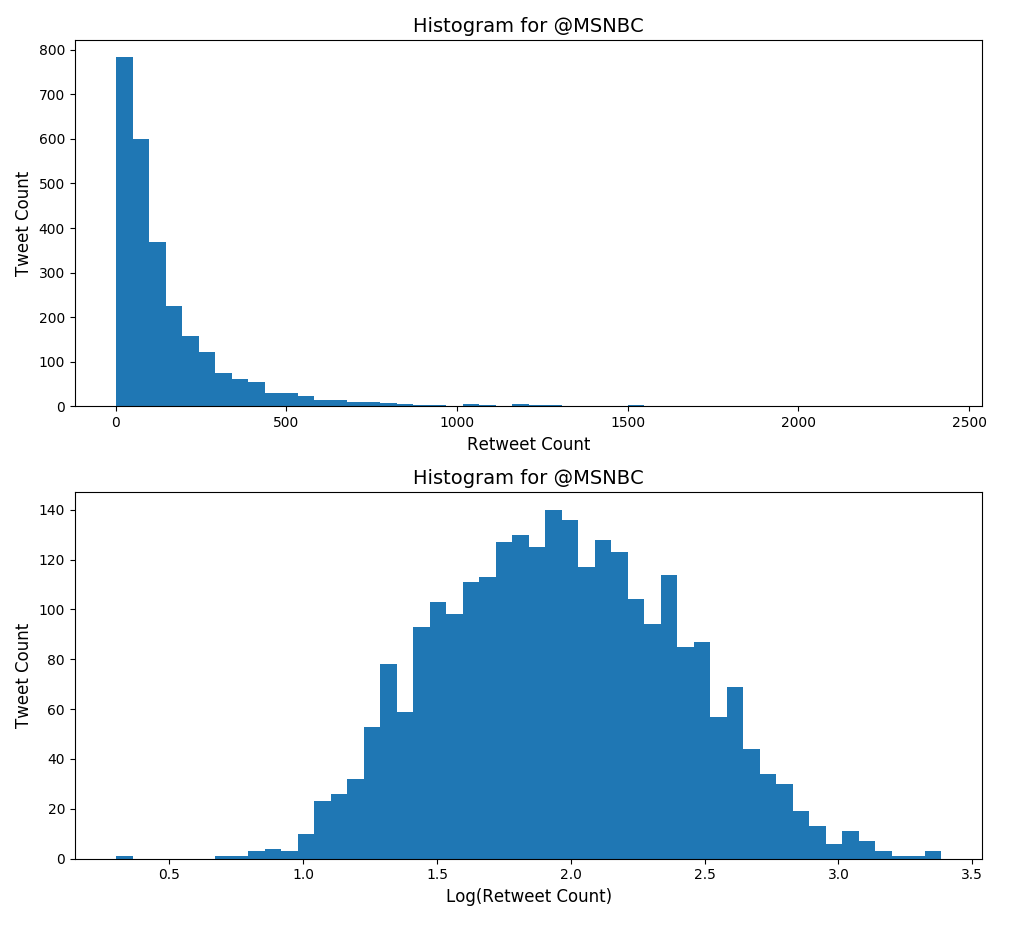 Histogram for @MSNBC
800
700
600
500
400
300
200
100
0
Tweet Count
0 500 1000 1500 2000 2500
Retweet Count
Histogram for @MSNBC
140
120
100
80
60
40
20
0
Tweet Count
0.5 1.0 1.5 2.0 2.5 3.0 3.5
Log(Retweet Count)